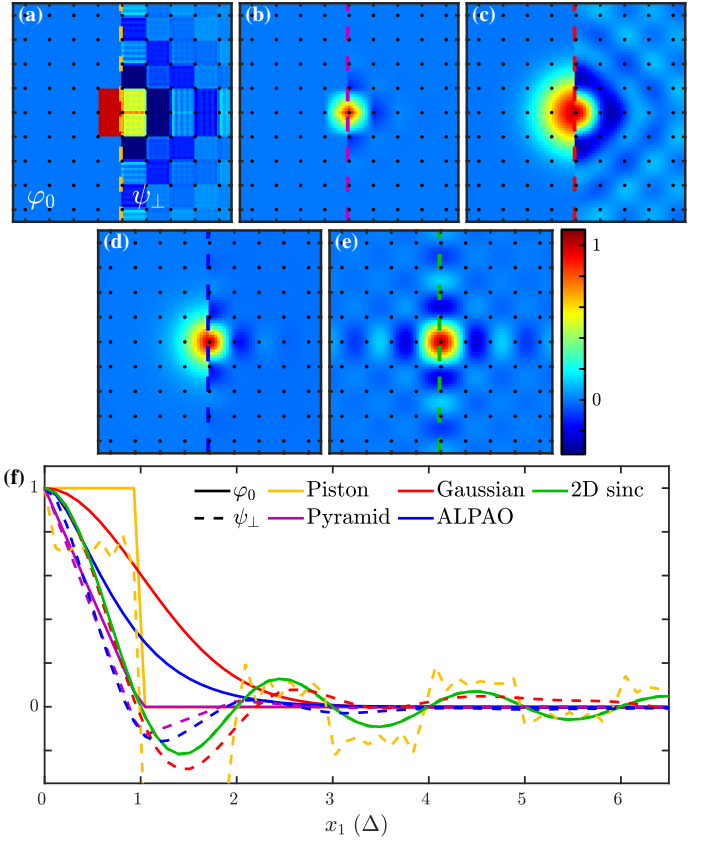 (a) (b) (c)
φ₀ ψ⊥
(d) (e)
1
0
(f)
1
φ₀ Piston Gaussian 2D sinc
ψ⊥ Pyramid ALPAO
0
0 1 2 3 4 5 6
x₁ (Δ)